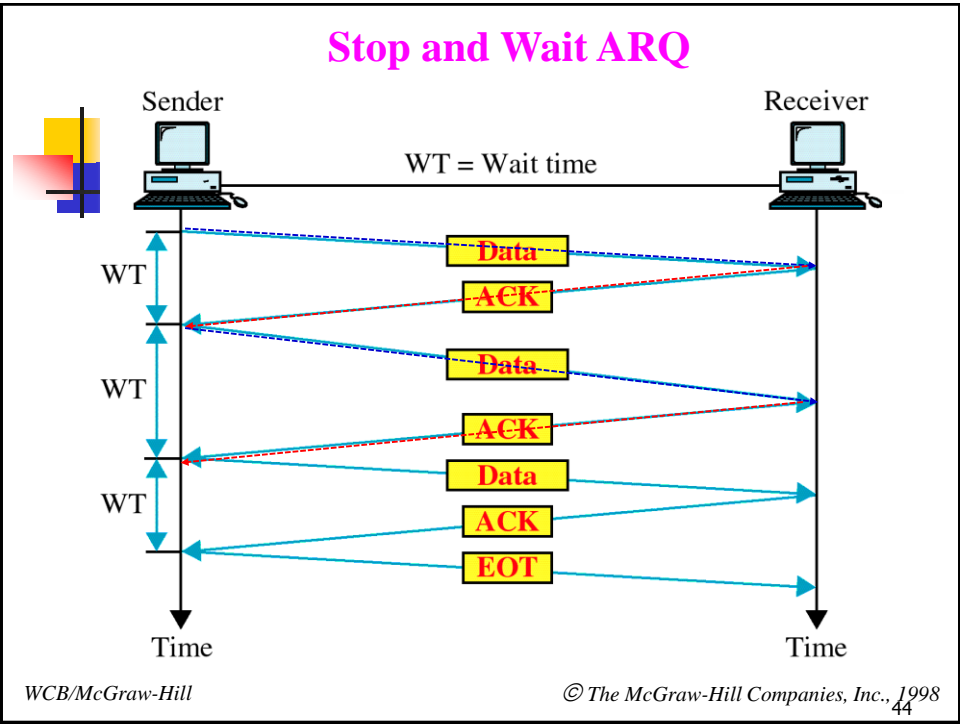 Stop and Wait ARQ
Sender
Receiver
WT = Wait time
Data
WT
ACK
Data
WT
ACK
Data
WT
ACK
EOT
Time
Time
WCB/McGraw-Hill
© The McGraw-Hill Companies, Inc., 1998
44